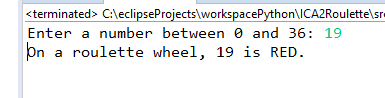 <terminated> C:\eclipseProjects\workspacePython\ICA2Roulette\sr
Enter a number between 0 and 36: 19
On a roulette wheel, 19 is RED.